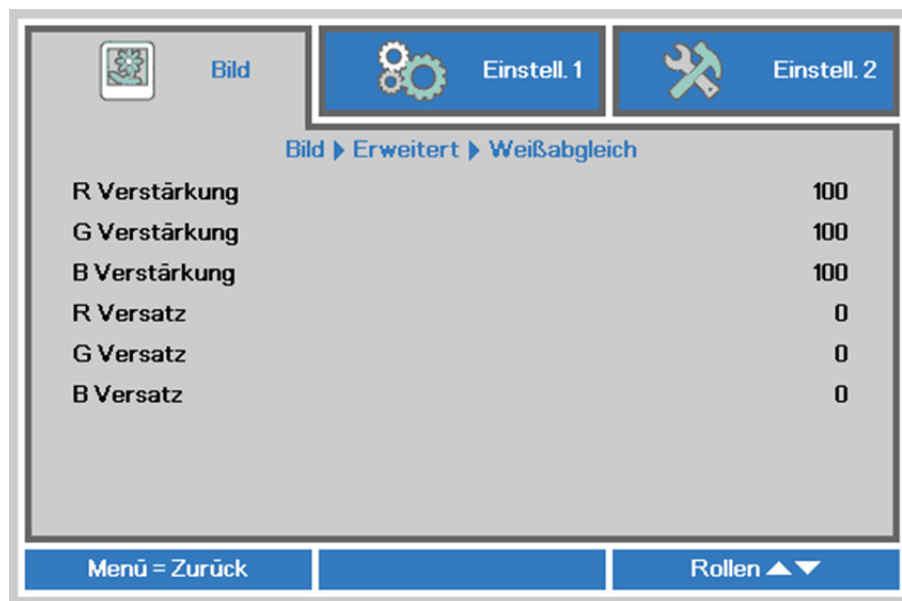 Bild
Einstell. 1
Einstell. 2
Bild ▶ Erweitert ▶ Weißabgleich
R Verstärkung 100
G Verstärkung 100
B Verstärkung 100
R Versatz 0
G Versatz 0
B Versatz 0
Menü = Zurück
Rollen ▲▼